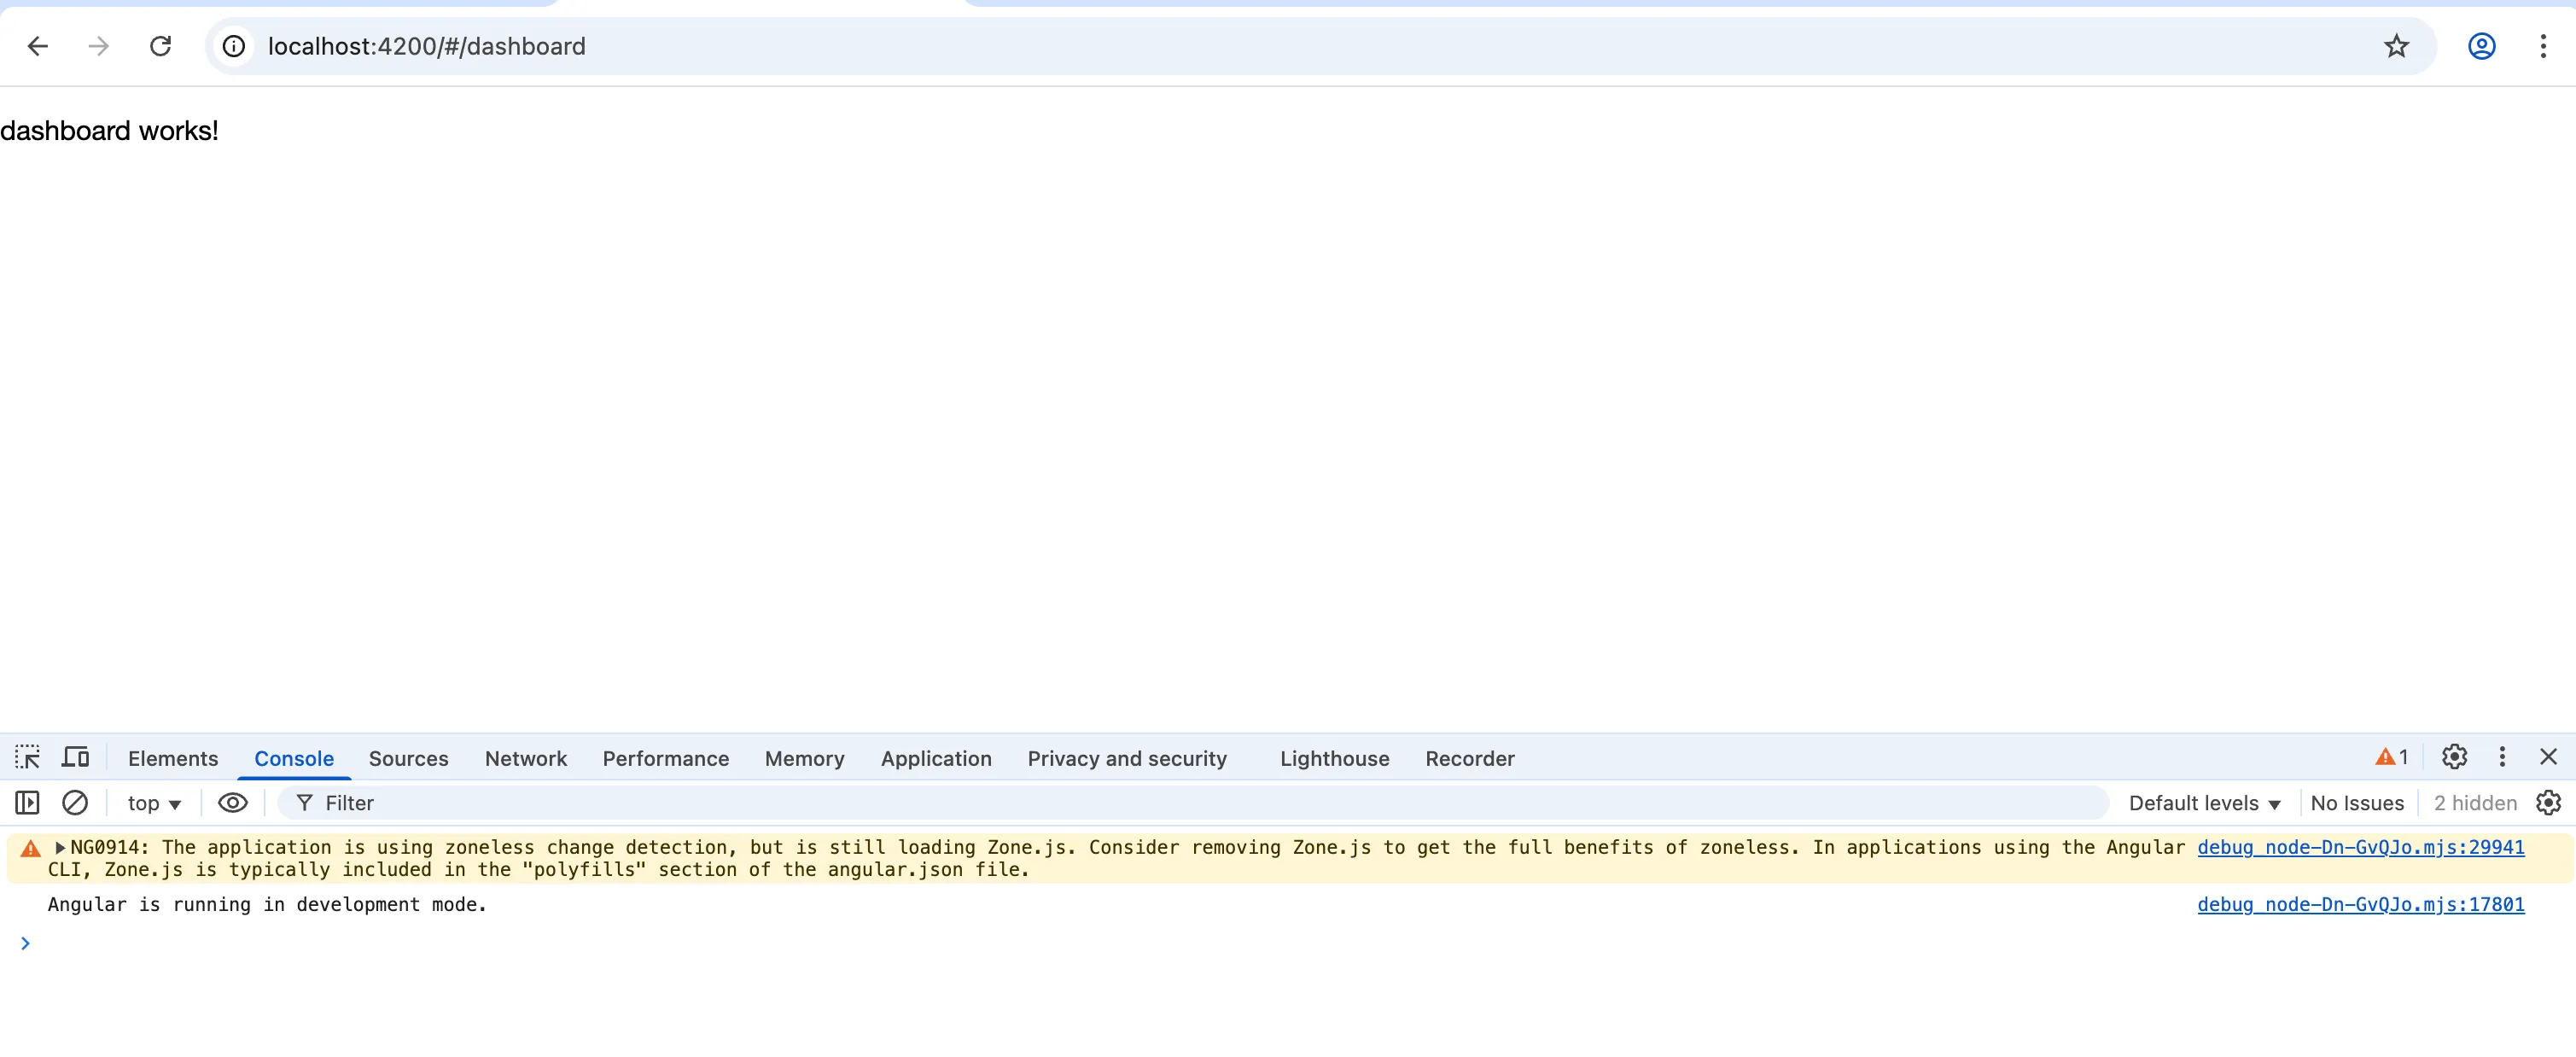 localhost:4200/#/dashboard
dashboard works!
Elements Console Sources Network Performance Memory Application Privacy and security Lighthouse Recorder 1
top Filter Default levels No Issues 2 hidden
NG0914: The application is using zoneless change detection, but is still loading Zone.js. Consider removing Zone.js to get the full benefits of zoneless. In applications using the Angular debug_node-Dn-GvQJo.mjs:29941
CLI, Zone.js is typically included in the "polyfills" section of the angular.json file.
Angular is running in development mode. debug_node-Dn-GvQJo.mjs:17801